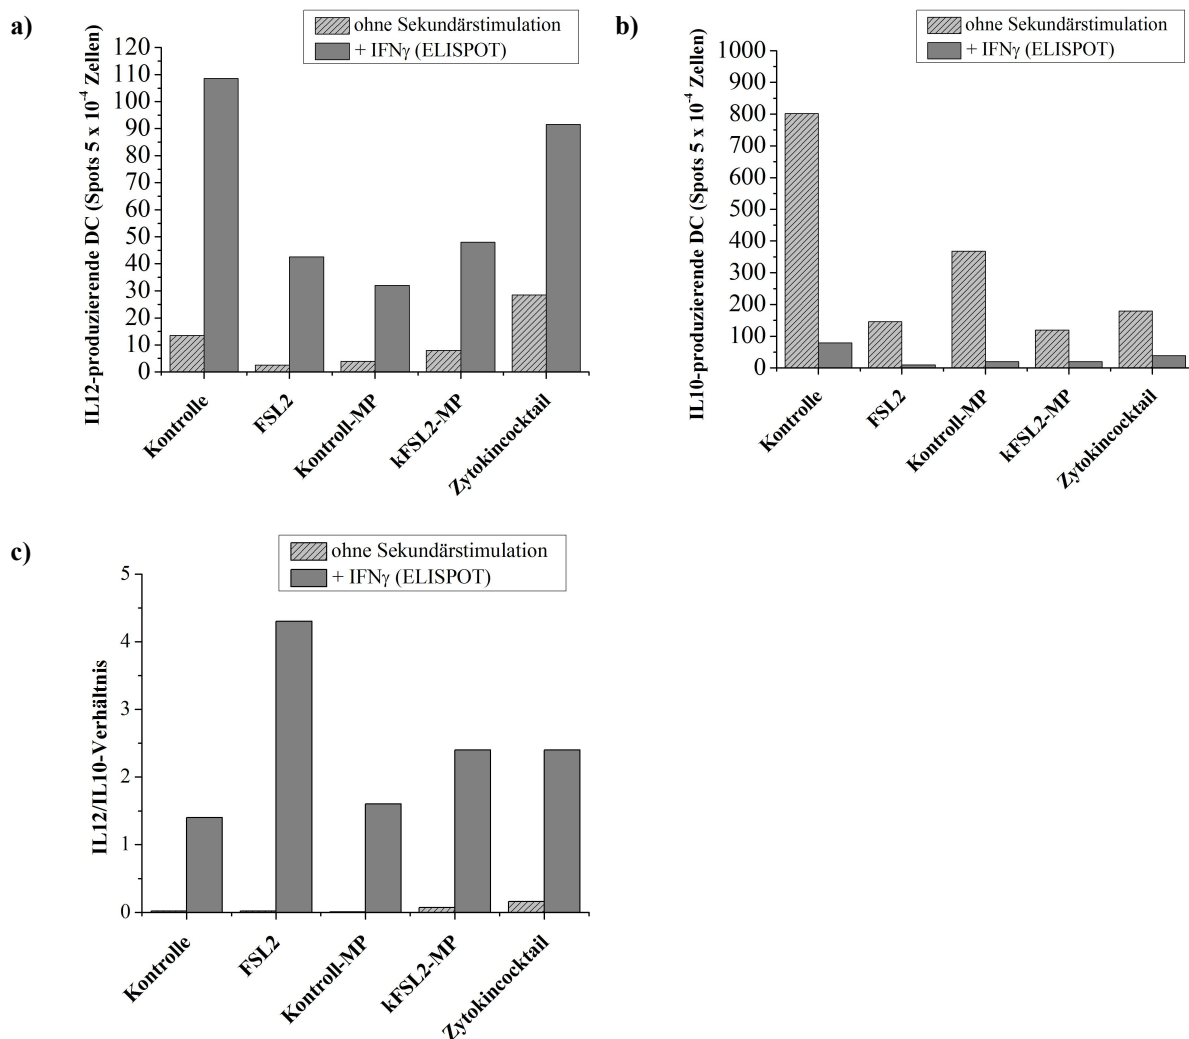 a)
ohne Sekundärstimulation
+ IFNγ (ELISPOT)
IL12-produzierende DC (Spots 5 x 10⁻⁴ Zellen)
120
110
100
90
80
70
60
50
40
30
20
10
0
Kontrolle
FSL2
Kontroll-MP
kFSL2-MP
Zytokincocktail
b)
ohne Sekundärstimulation
+ IFNγ (ELISPOT)
IL10-produzierende DC (Spots 5 x 10⁻⁴ Zellen)
1000
900
800
700
600
500
400
300
200
100
0
Kontrolle
FSL2
Kontroll-MP
kFSL2-MP
Zytokincocktail
c)
ohne Sekundärstimulation
+ IFNγ (ELISPOT)
IL12/IL10-Verhältnis
5
4
3
2
1
0
Kontrolle
FSL2
Kontroll-MP
kFSL2-MP
Zytokincocktail